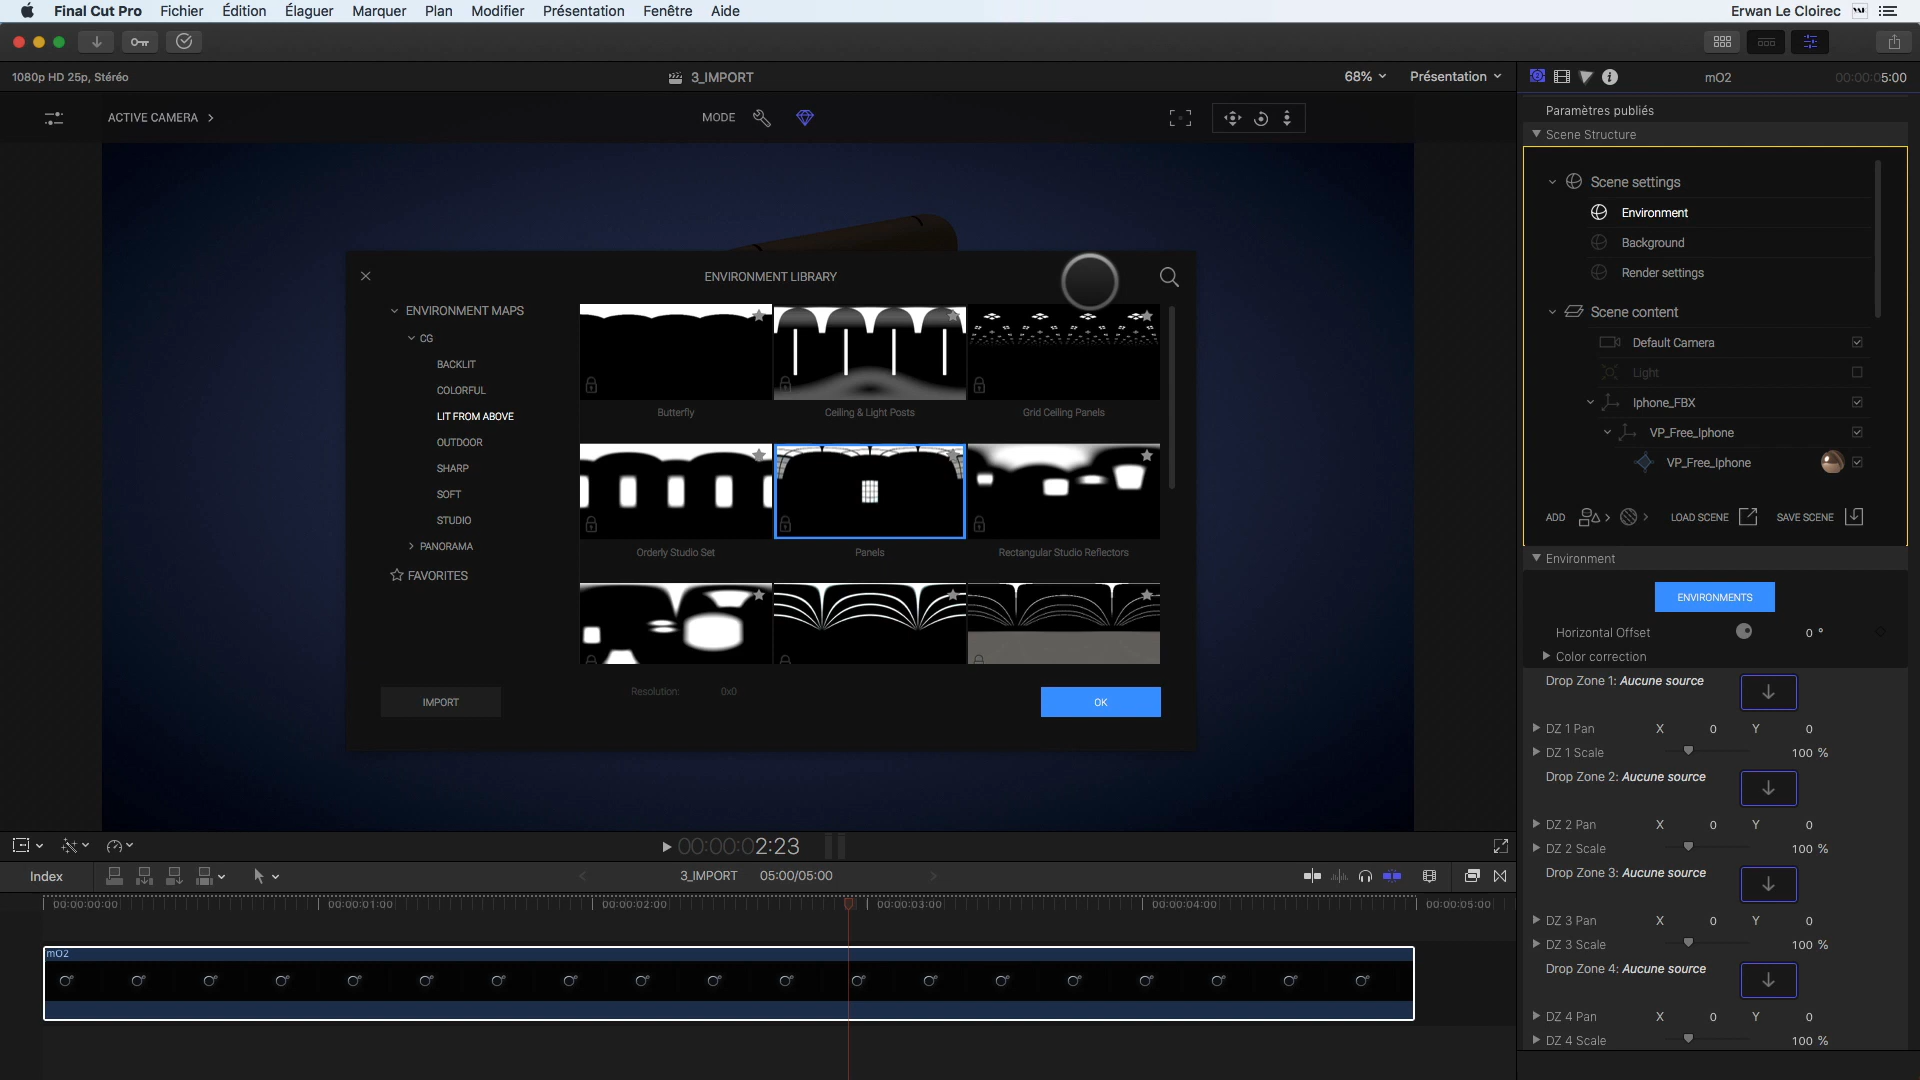 Final Cut Pro Fichier Édition Élaguer Marquer Plan Modifier Présentation Fenêtre Aide Erwan Le Cloirec
1080p HD 25p, Stéréo 3_IMPORT 68% Présentation mO2 00:00:05:00
ACTIVE CAMERA MODE
Paramètres publiés
Scene Structure
Scene settings
Environment
Background
Render settings
Scene content
Default Camera
Light
Iphone_FBX
VP_Free_Iphone
VP_Free_Iphone
ADD LOAD SCENE SAVE SCENE
Environment
ENVIRONMENTS
Horizontal Offset 0 °
Color correction
Drop Zone 1: Aucune source
DZ 1 Pan X 0 Y 0
DZ 1 Scale 100 %
Drop Zone 2: Aucune source
DZ 2 Pan X 0 Y 0
DZ 2 Scale 100 %
Drop Zone 3: Aucune source
DZ 3 Pan X 0 Y 0
DZ 3 Scale 100 %
Drop Zone 4: Aucune source
DZ 4 Pan X 0 Y 0
DZ 4 Scale 100 %
ENVIRONMENT LIBRARY
ENVIRONMENT MAPS
CG
BACKLIT
COLORFUL
LIT FROM ABOVE
OUTDOOR
SHARP
SOFT
STUDIO
PANORAMA
FAVORITES
Butterfly Ceiling & Light Posts Grid Ceiling Panels
Orderly Studio Set Panels Rectangular Studio Reflectors
Resolution: 0x0
IMPORT OK
00:00:02:23
Index 3_IMPORT 05:00/05:00
00:00:00:00 00:00:01:00 00:00:02:00 00:00:03:00 00:00:04:00 00:00:05:00
mO2